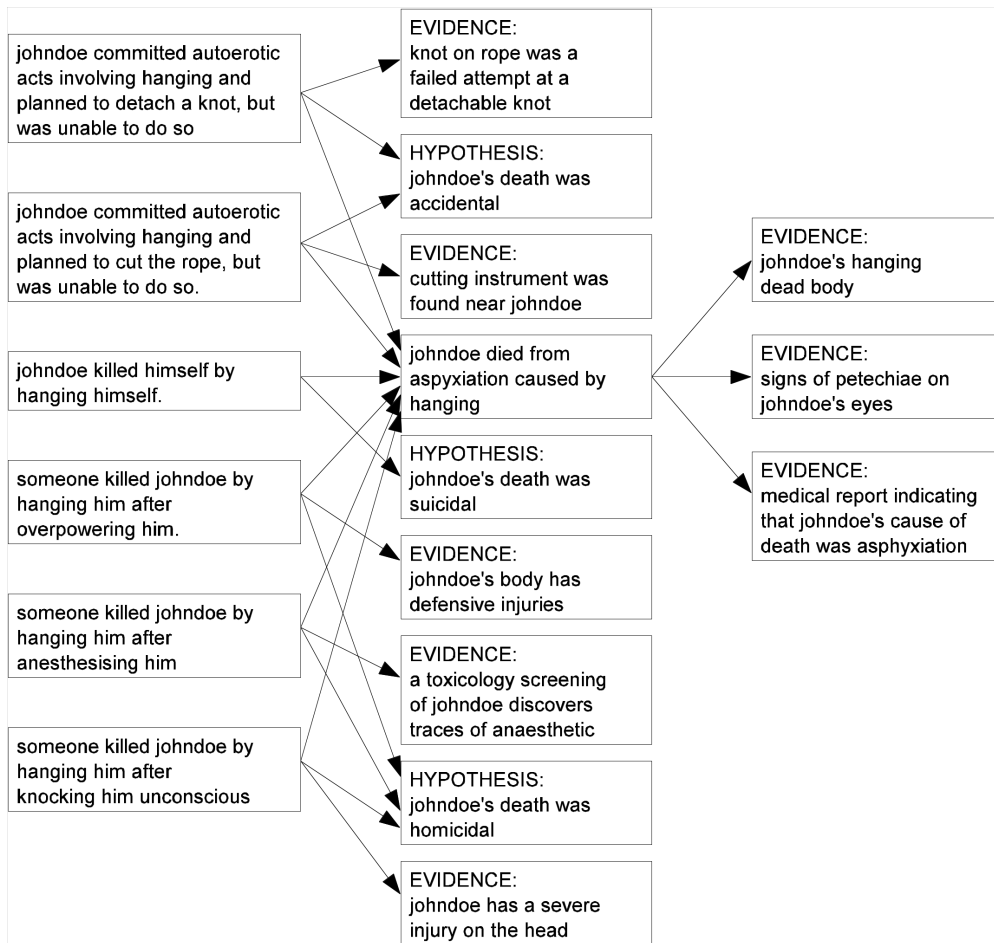 johndoe committed autoerotic
acts involving hanging and
planned to detach a knot, but
was unable to do so
johndoe committed autoerotic
acts involving hanging and
planned to cut the rope, but
was unable to do so.
johndoe killed himself by
hanging himself.
someone killed johndoe by
hanging him after
overpowering him.
someone killed johndoe by
hanging him after
anesthesising him
someone killed johndoe by
hanging him after
knocking him unconscious
EVIDENCE:
knot on rope was a
failed attempt at a
detachable knot
HYPOTHESIS:
johndoe's death was
accidental
EVIDENCE:
cutting instrument was
found near johndoe
johndoe died from
aspyxiation caused by
hanging
HYPOTHESIS:
johndoe's death was
suicidal
EVIDENCE:
johndoe's body has
defensive injuries
EVIDENCE:
a toxicology screening
of johndoe discovers
traces of anaesthetic
HYPOTHESIS:
johndoe's death was
homicidal
EVIDENCE:
johndoe has a severe
injury on the head
EVIDENCE:
johndoe's hanging
dead body
EVIDENCE:
signs of petechiae on
johndoe's eyes
EVIDENCE:
medical report indicating
that johndoe's cause of
death was asphyxiation